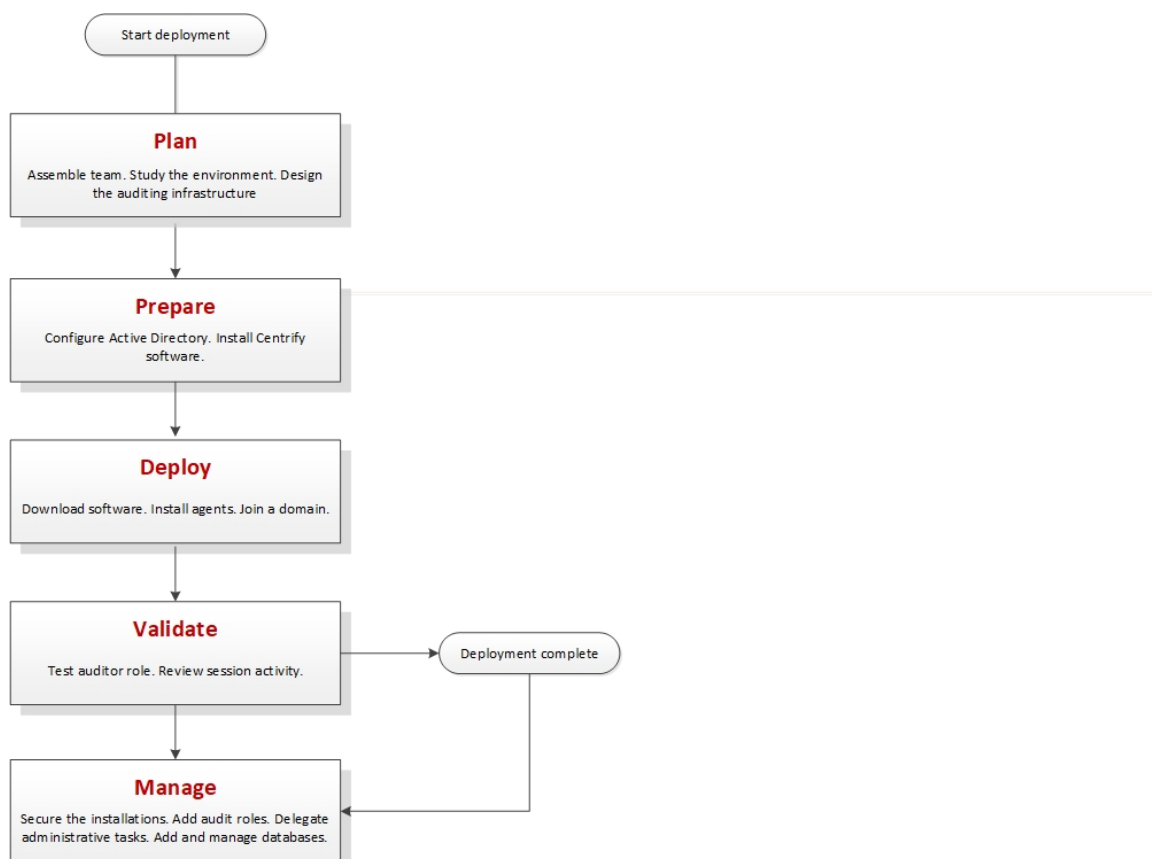 Start deployment
Plan
Assemble team. Study the environment. Design
the auditing infrastructure
Prepare
Configure Active Directory. Install Centrify
software.
Deploy
Download software. Install agents. Join a domain.
Validate
Test auditor role. Review session activity.
Deployment complete
Manage
Secure the installations. Add audit roles. Delegate
administrative tasks. Add and manage databases.